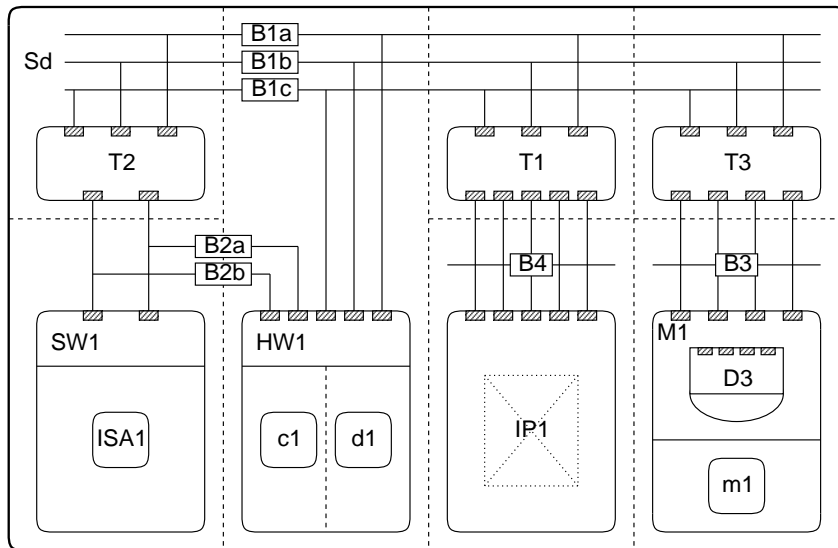 B1a
Sd
B1b
B1c
T2
T1
T3
B2a
B2b
B4
B3
SW1
HW1
M1
D3
ISA1
c1
d1
IP1
m1